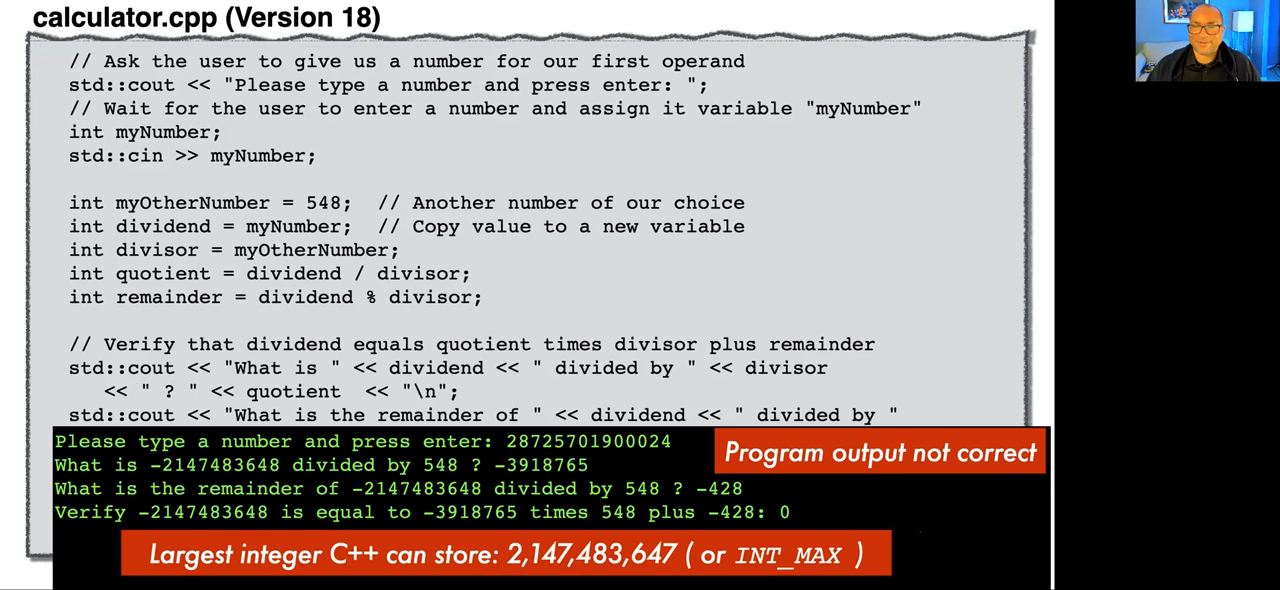 calculator.cpp (Version 18)
// Ask the user to give us a number for our first operand
std::cout << "Please type a number and press enter: ";
// Wait for the user to enter a number and assign it variable "myNumber"
int myNumber;
std::cin >> myNumber;
int myOtherNumber = 548;  // Another number of our choice
int dividend = myNumber;  // Copy value to a new variable
int divisor = myOtherNumber;
int quotient = dividend / divisor;
int remainder = dividend % divisor;
// Verify that dividend equals quotient times divisor plus remainder
std::cout << "What is " << dividend << " divided by " << divisor
   << " ? " << quotient  << "\n";
std::cout << "What is the remainder of " << dividend << " divided by "
Please type a number and press enter: 28725701900024
Program output not correct
What is -2147483648 divided by 548 ? -3918765
What is the remainder of -2147483648 divided by 548 ? -428
Verify -2147483648 is equal to -3918765 times 548 plus -428: 0
Largest integer C++ can store: 2,147,483,647 ( or INT_MAX )